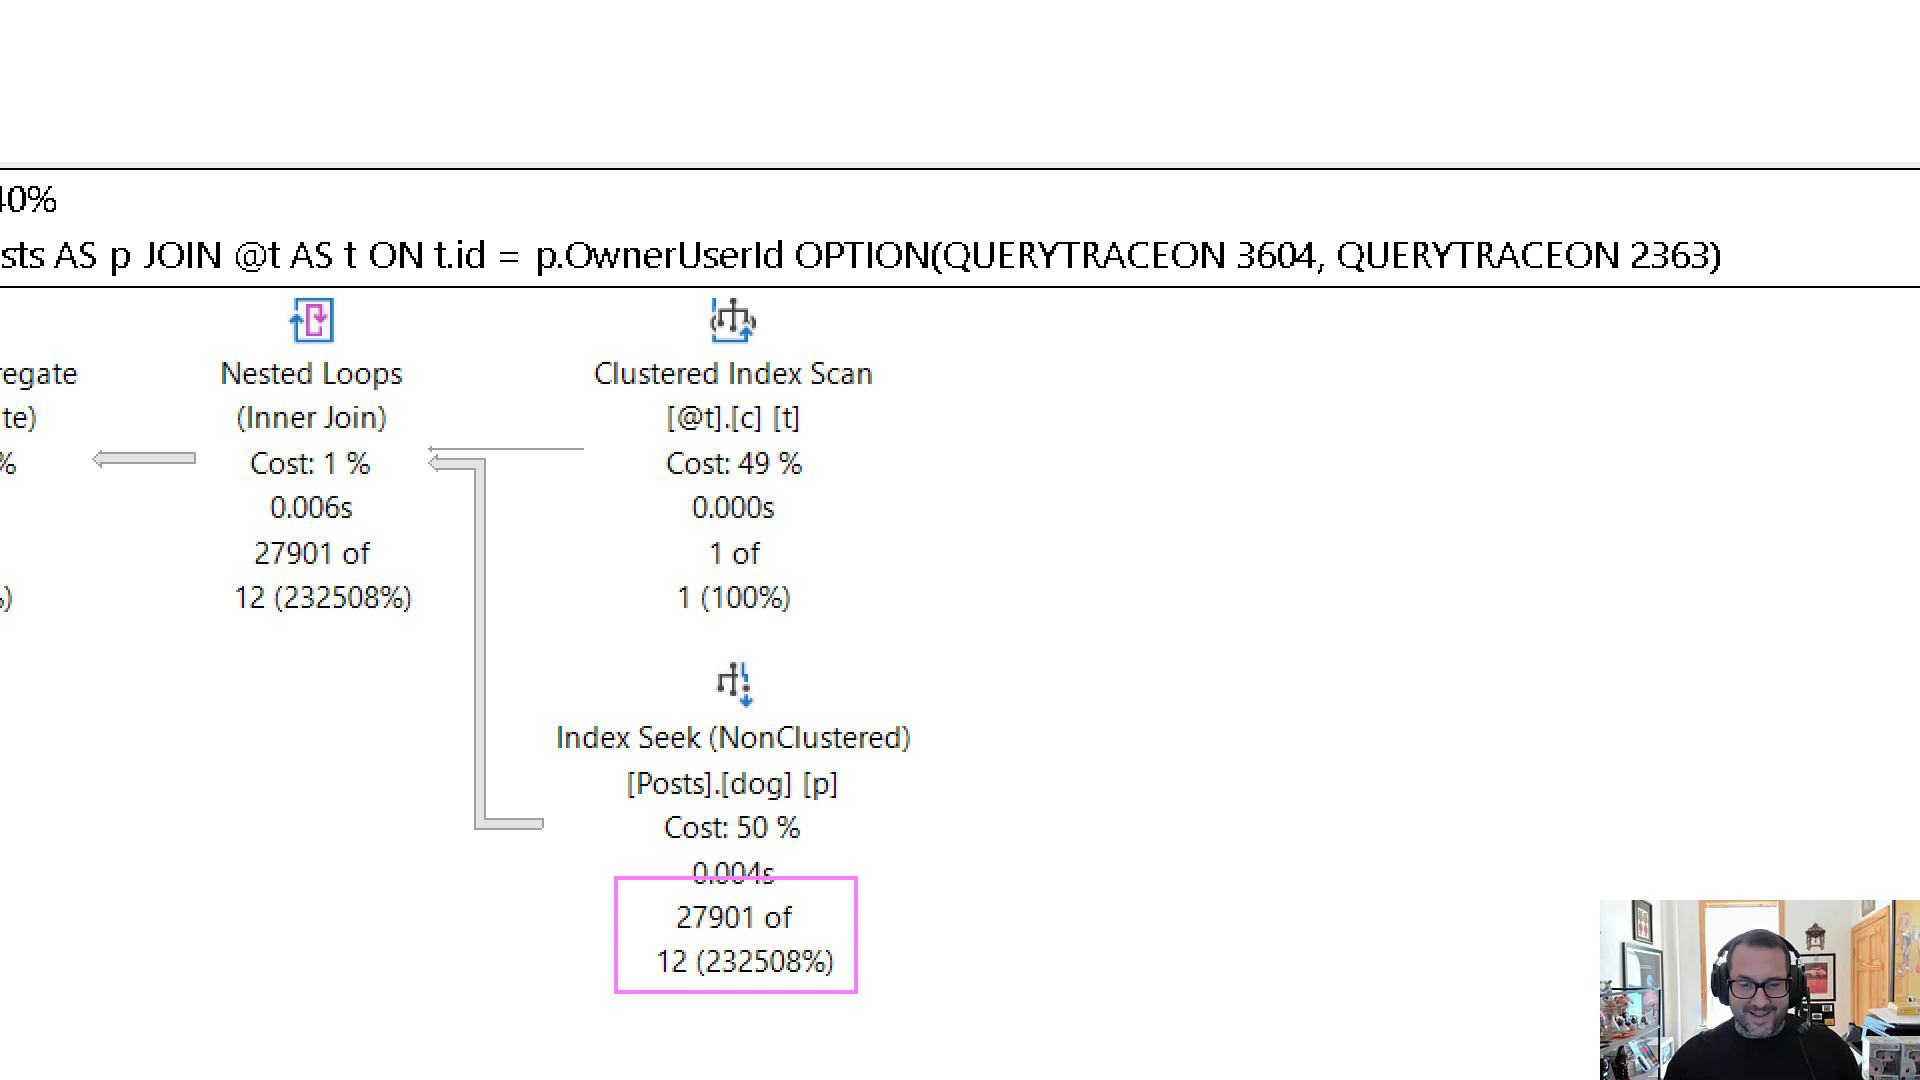 40%
sts AS p JOIN @t AS t ON t.id = p.OwnerUserId OPTION(QUERYTRACEON 3604, QUERYTRACEON 2363)
regate
te)
%
%)
Nested Loops
(Inner Join)
Cost: 1 %
0.006s
27901 of
12 (232508%)
Clustered Index Scan
[@t].[c] [t]
Cost: 49 %
0.000s
1 of
1 (100%)
Index Seek (NonClustered)
[Posts].[dog] [p]
Cost: 50 %
0.004s
27901 of
12 (232508%)